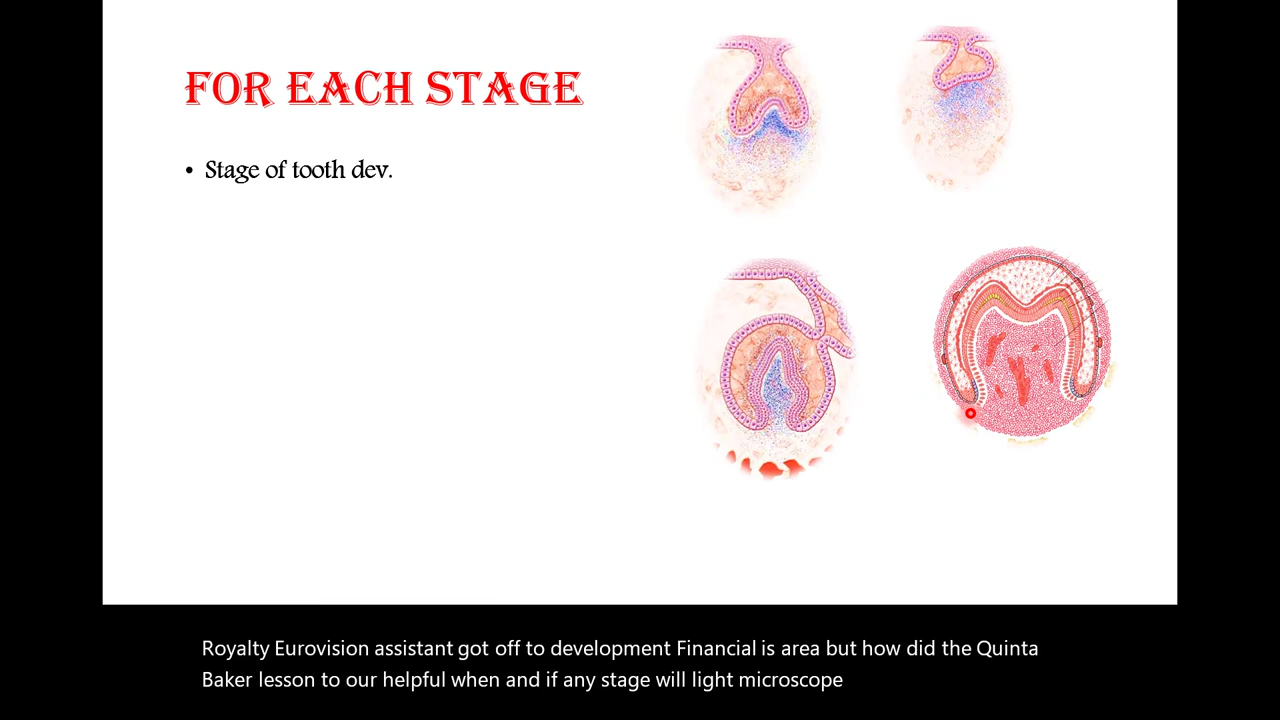 FOR EACH STAGE
• Stage of tooth dev.
Royalty Eurovision assistant got off to development Financial is area but how did the Quinta
Baker lesson to our helpful when and if any stage will light microscope